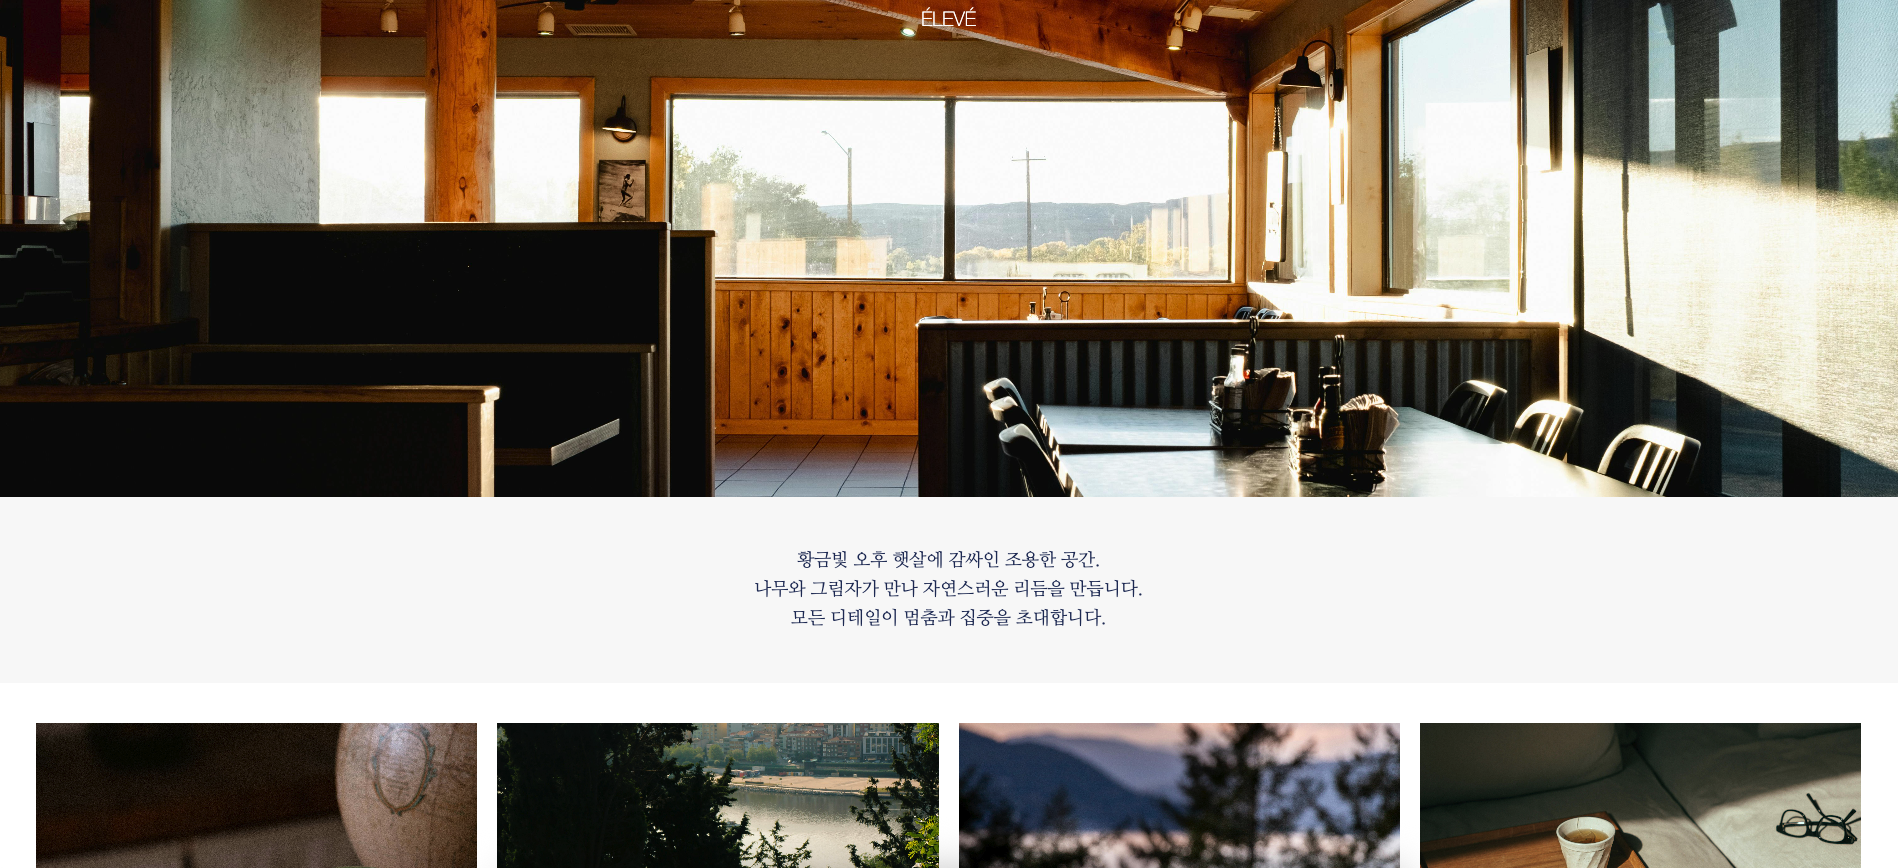 ÉLEVÉ
황금빛 오후 햇살에 감싸인 조용한 공간.
나무와 그림자가 만나 자연스러운 리듬을 만듭니다.
모든 디테일이 멈춤과 집중을 초대합니다.